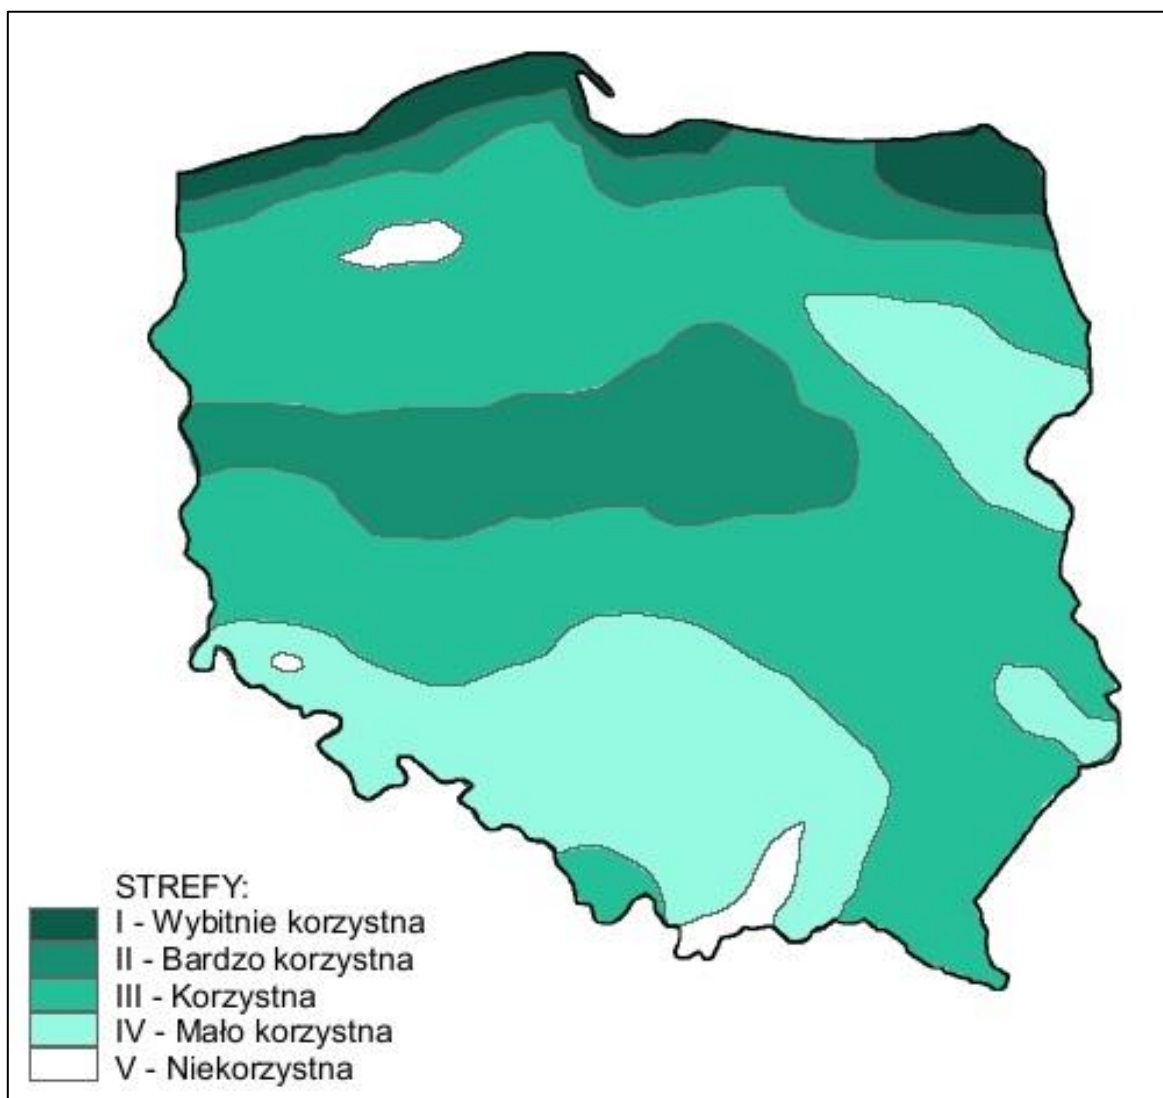 STREFY:
I - Wybitnie korzystna
II - Bardzo korzystna
III - Korzystna
IV - Mało korzystna
V - Niekorzystna